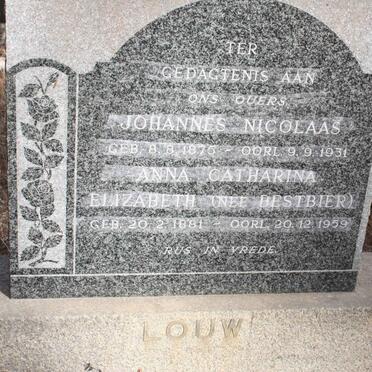 TER
GEDAGTENIS AAN
ONS OUERS
JOHANNES NICOLAAS
GEB. 8.8.1875 - OORL. 9.9.1931
ANNA CATHARINA
ELIZABETH (NEE BESTBIER)
GEB. 20.2.1881 - OORL. 20.12.1959
RUS IN VREDE.
LOUW